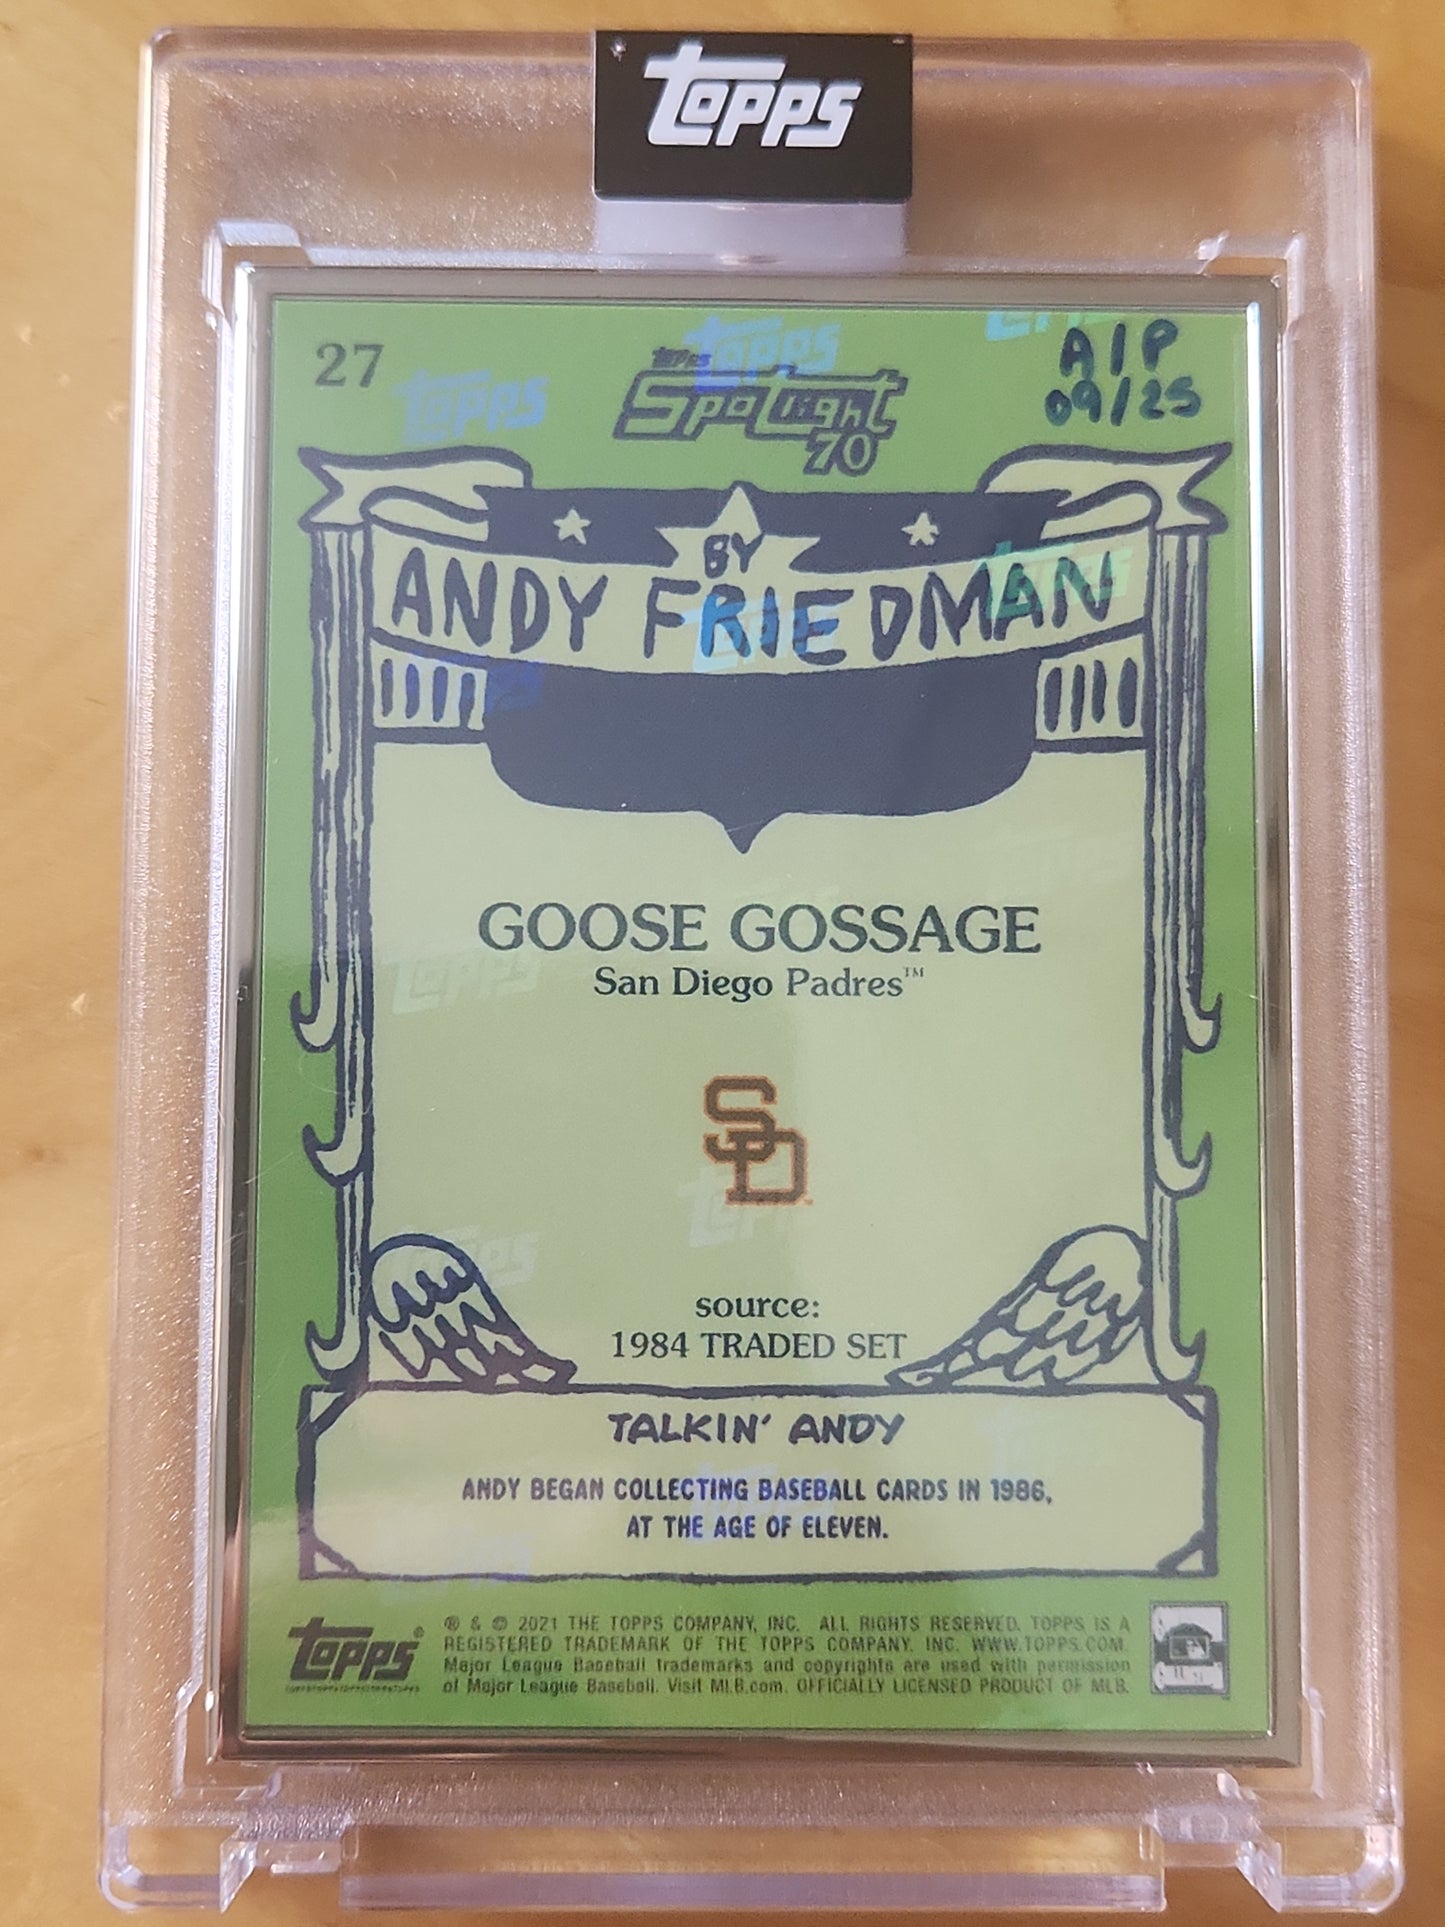 Topps
27
Topps
Spotlight
70
A/P
09/25
BY
ANDY FRIEDMAN
GOOSE GOSSAGE
San Diego Padres™
SD
source:
1984 TRADED SET
TALKIN' ANDY
ANDY BEGAN COLLECTING BASEBALL CARDS IN 1986,
AT THE AGE OF ELEVEN.
Topps®
® & © 2021 THE TOPPS COMPANY, INC. ALL RIGHTS RESERVED. TOPPS IS A
REGISTERED TRADEMARK OF THE TOPPS COMPANY, INC. WWW.TOPPS.COM.
Major League Baseball trademarks and copyrights are used with permission
of Major League Baseball. Visit MLB.com. OFFICIALLY LICENSED PRODUCT OF MLB.